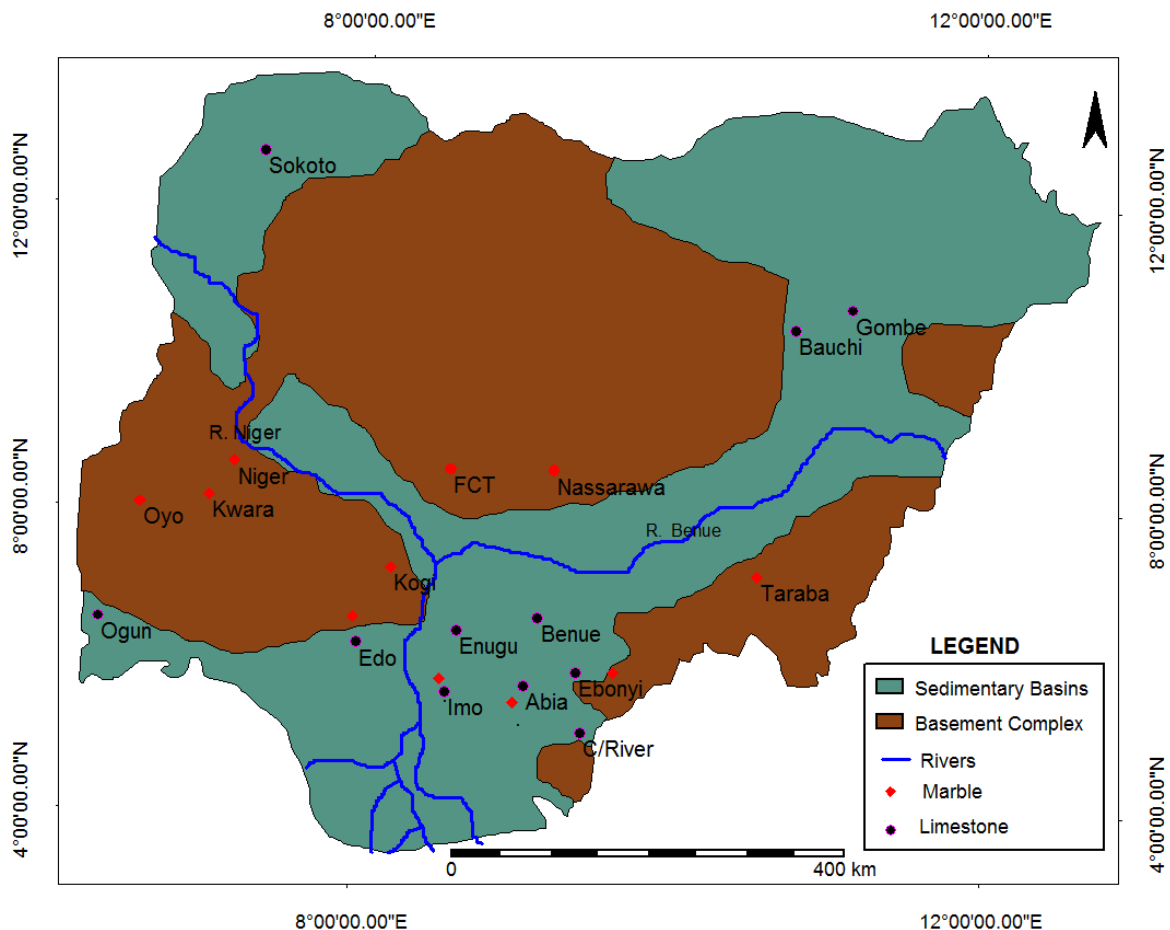 8°00'00.00"E
12°00'00.00"E
12°00'00.00"N
12°00'00.00"N
Sokoto
Gombe
Bauchi
R. Niger
Niger
FCT
Nassarawa
Oyo
Kwara
8°00'00.00"N
8°00'00.00"N
R. Benue
Kogi
Taraba
Ogun
Edo
Enugu
Benue
Imo
Abia
Ebonyi
C/River
LEGEND
Sedimentary Basins
Basement Complex
Rivers
Marble
Limestone
4°00'00.00"N
4°00'00.00"N
0
400 km
8°00'00.00"E
12°00'00.00"E